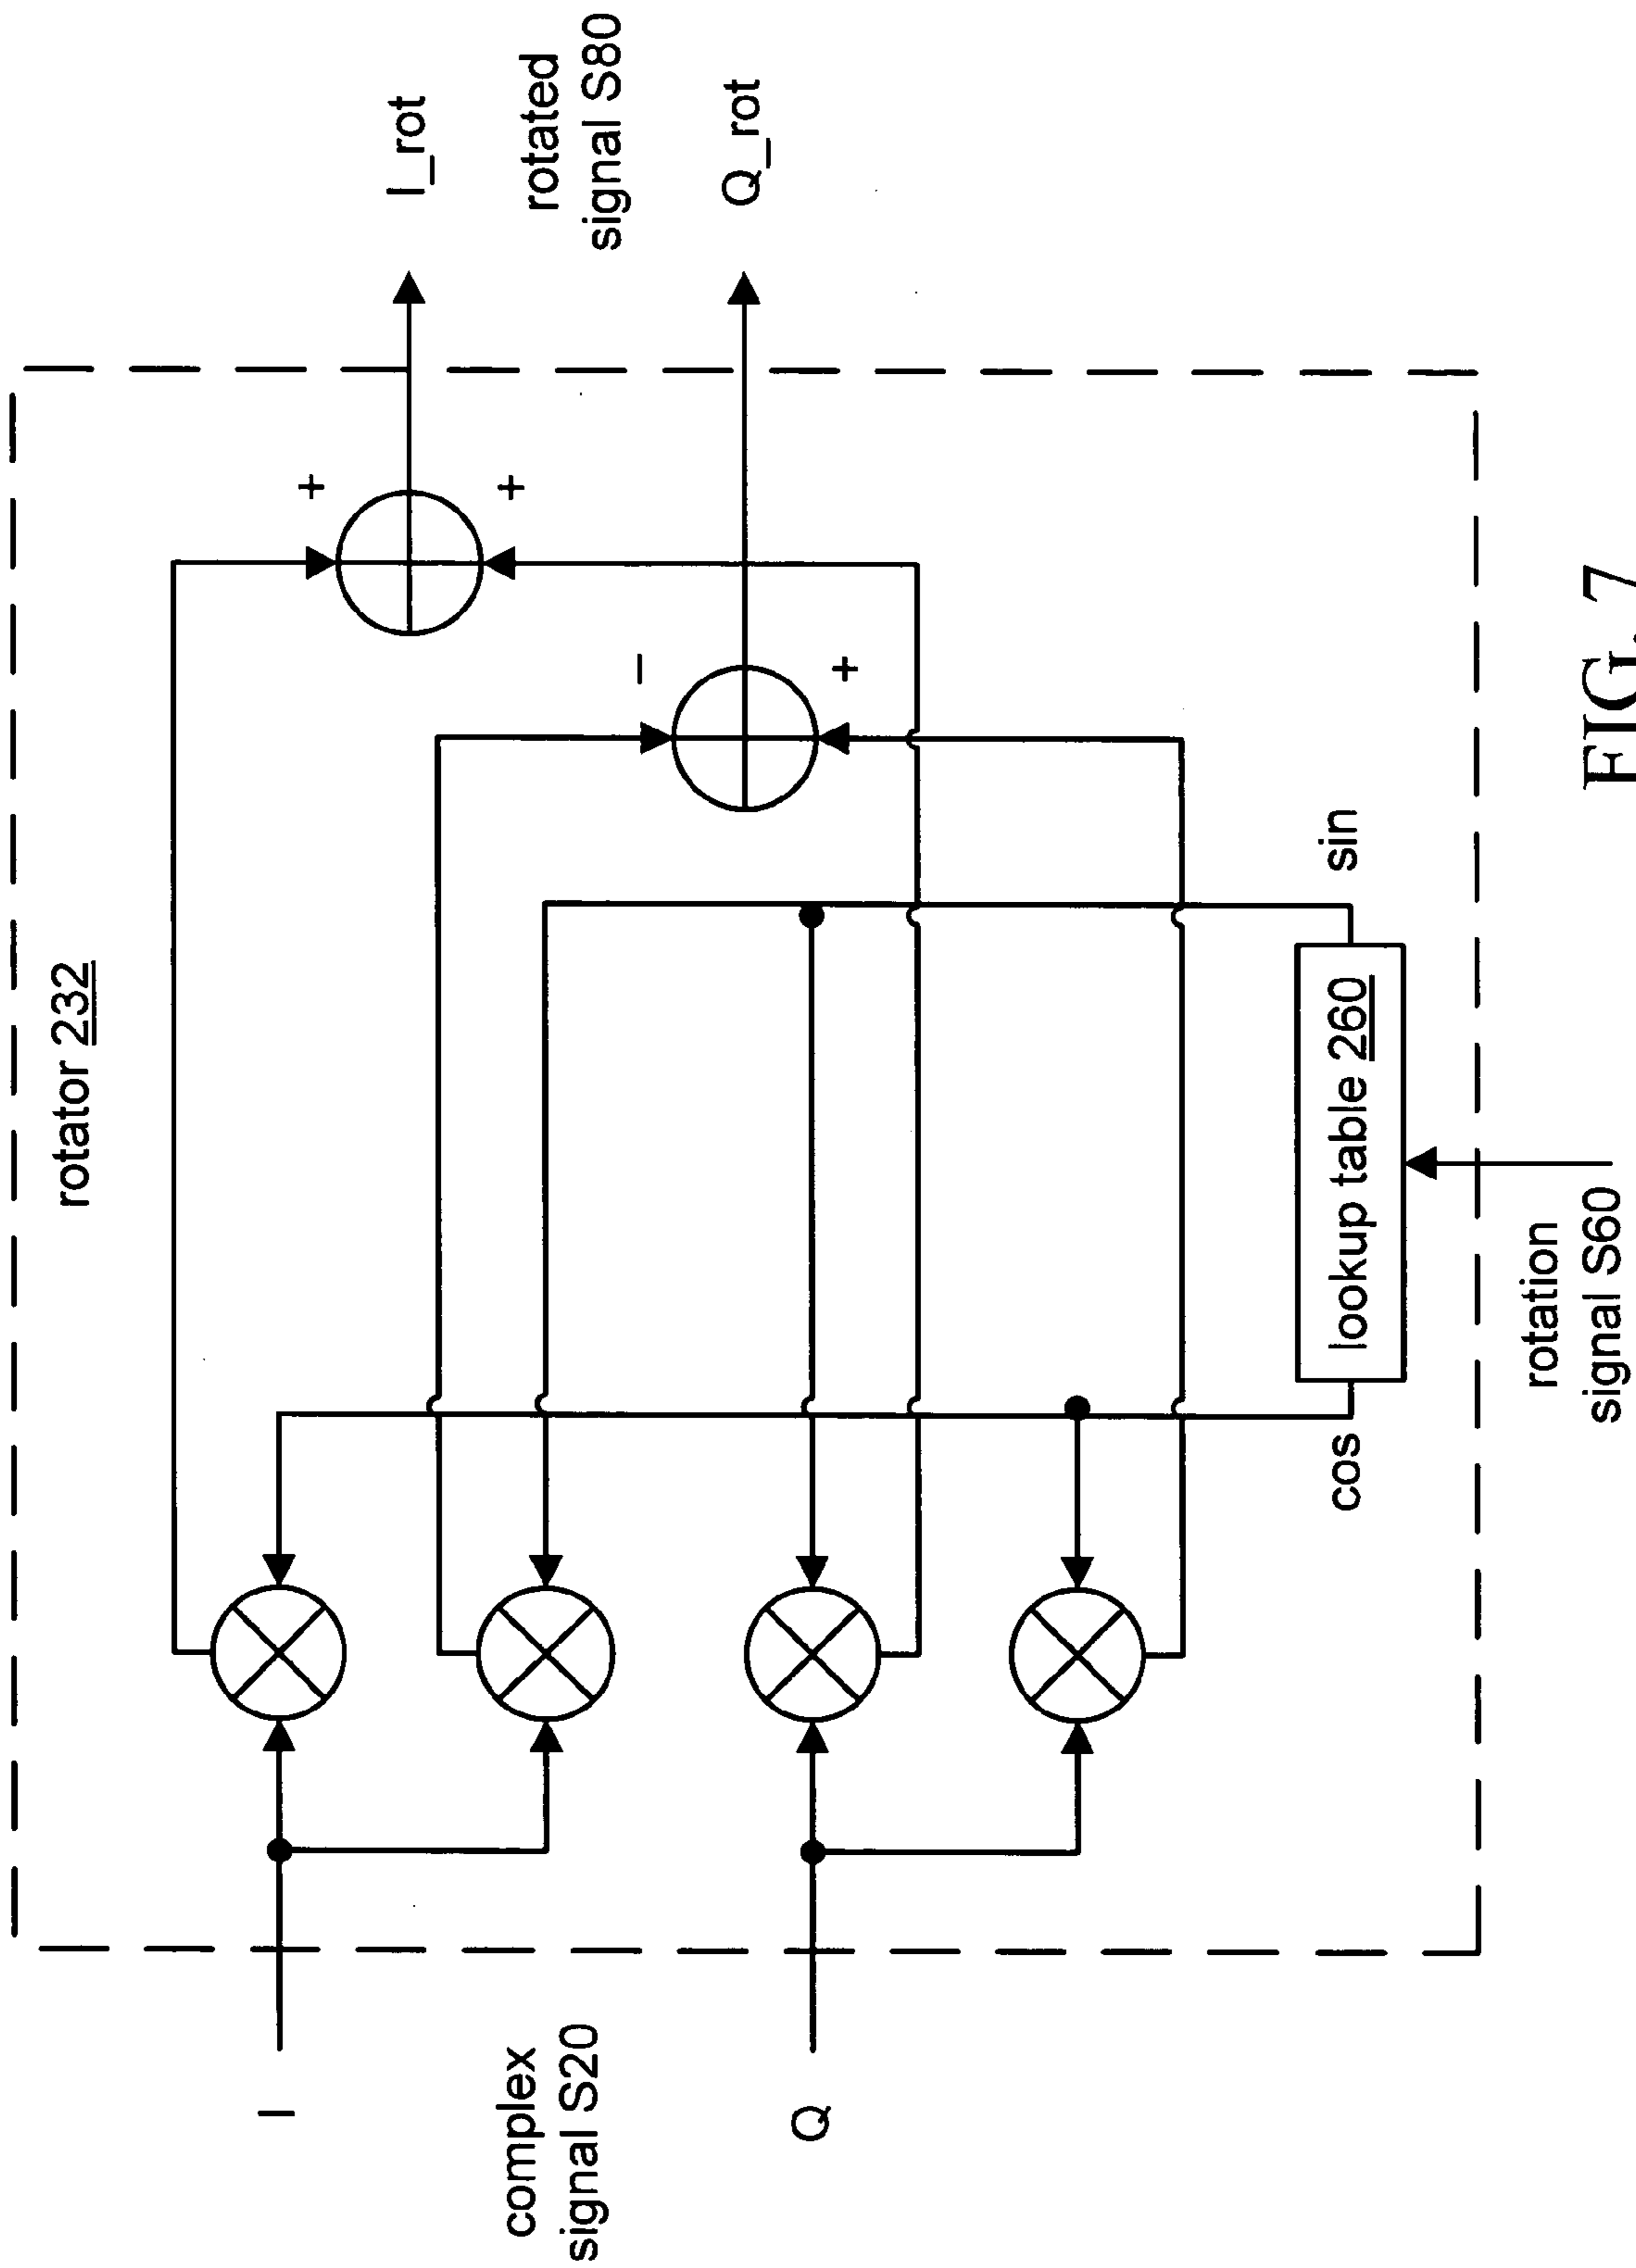 rotator 232
I
complex
signal S20
Q
+
+
−
+
I_rot
rotated
signal S80
Q_rot
cos
lookup table 260
sin
rotation
signal S60
FIG. 7